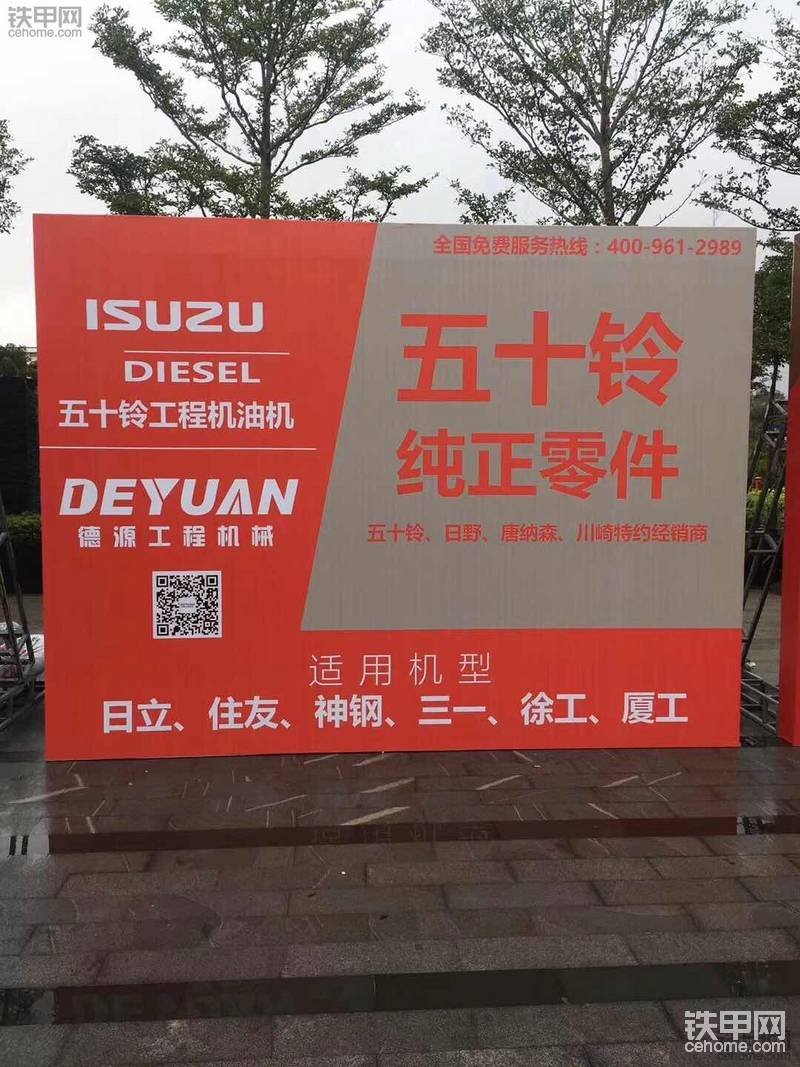 铁甲网
cehome.com
全国免费服务热线：400-961-2989
ISUZU
DIESEL
五十铃工程机油机
DEYUAN
德源工程机械
五十铃
纯正零件
五十铃、日野、唐纳森、川崎特约经销商
适用机型
日立、住友、神钢、三一、徐工、厦工
铁甲网
cehome.com